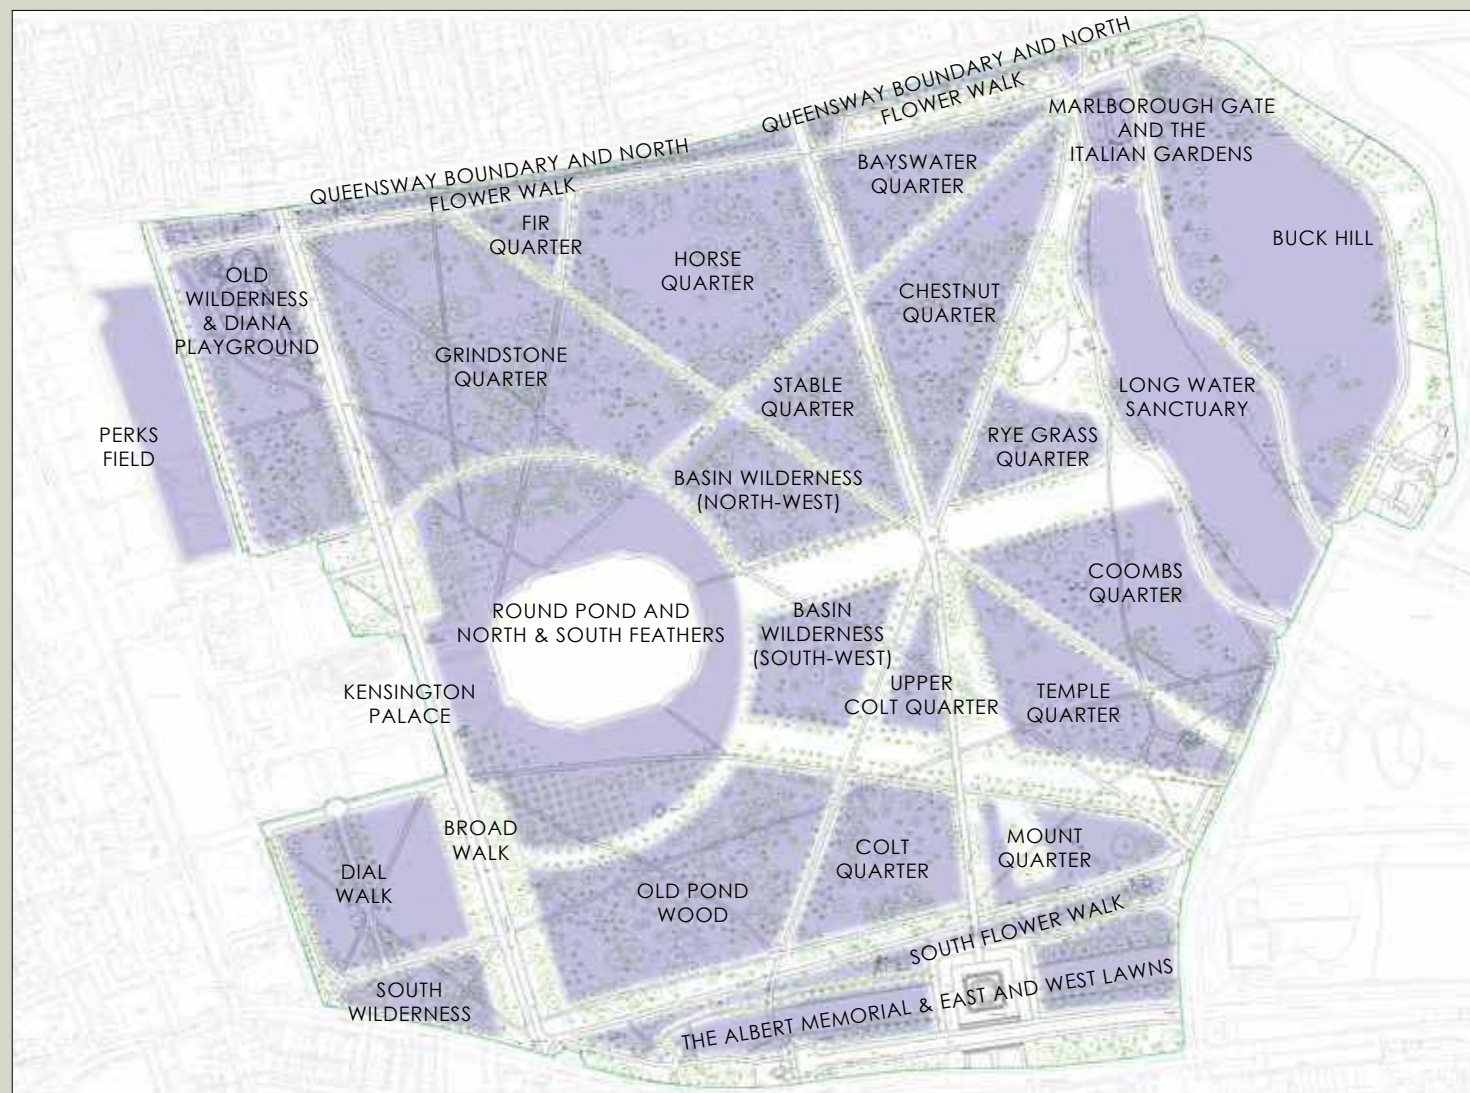 QUEENSWAY BOUNDARY AND NORTH
FLOWER WALK
QUEENSWAY BOUNDARY AND NORTH
FLOWER WALK
MARLBOROUGH GATE
AND THE
ITALIAN GARDENS
BAYSWATER
QUARTER
FIR
QUARTER
HORSE
QUARTER
BUCK HILL
OLD
WILDERNESS
& DIANA
PLAYGROUND
CHESTNUT
QUARTER
GRINDSTONE
QUARTER
STABLE
QUARTER
LONG WATER
SANCTUARY
PERKS
FIELD
RYE GRASS
QUARTER
BASIN WILDERNESS
(NORTH-WEST)
COOMBS
QUARTER
ROUND POND AND
NORTH & SOUTH FEATHERS
BASIN
WILDERNESS
(SOUTH-WEST)
KENSINGTON
PALACE
UPPER
COLT QUARTER
TEMPLE
QUARTER
BROAD
WALK
COLT
QUARTER
MOUNT
QUARTER
DIAL
WALK
OLD POND
WOOD
SOUTH FLOWER WALK
SOUTH
WILDERNESS
THE ALBERT MEMORIAL & EAST AND WEST LAWNS